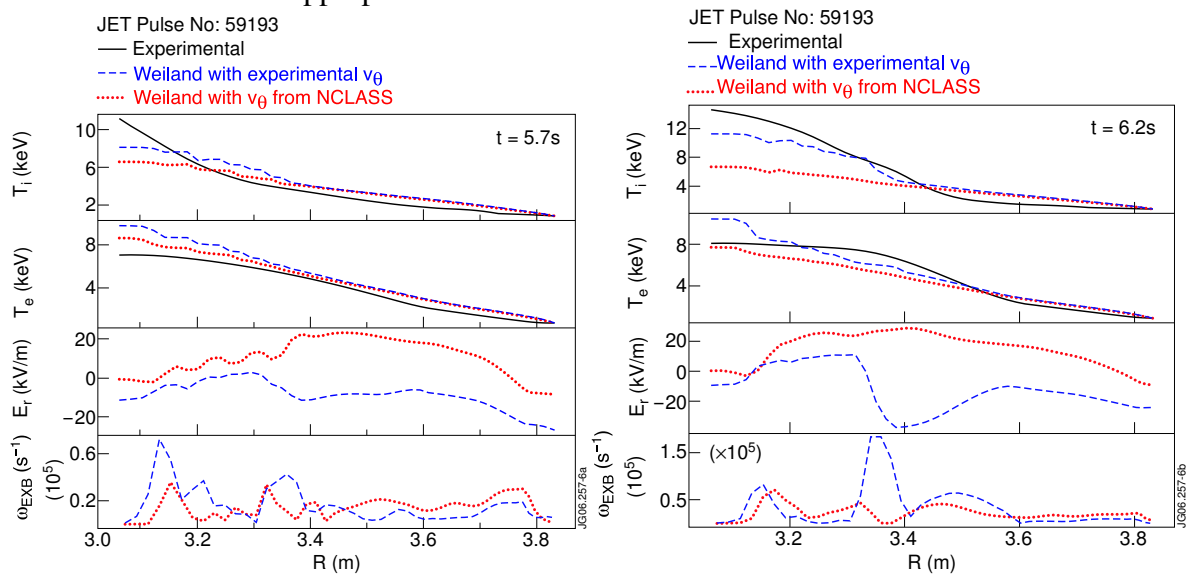 JET Pulse No: 59193
Experimental
Weiland with experimental vθ
Weiland with vθ from NCLASS
t = 5.7s
Ti (keV)
10
6
2
Te (keV)
8
4
Er (kV/m)
20
0
−20
ωEXB (s−1)
(10⁵)
0.6
0.2
3.0
3.2
3.4
3.6
3.8
R (m)
JG06.257-6a
JET Pulse No: 59193
Experimental
Weiland with experimental vθ
Weiland with vθ from NCLASS
t = 6.2s
Ti (keV)
12
8
4
Te (keV)
8
4
Er (kV/m)
20
0
−20
(×10⁵)
ωEXB (s−1)
(10⁵)
1.5
0.5
3.2
3.4
3.6
3.8
R (m)
JG06.257-6b